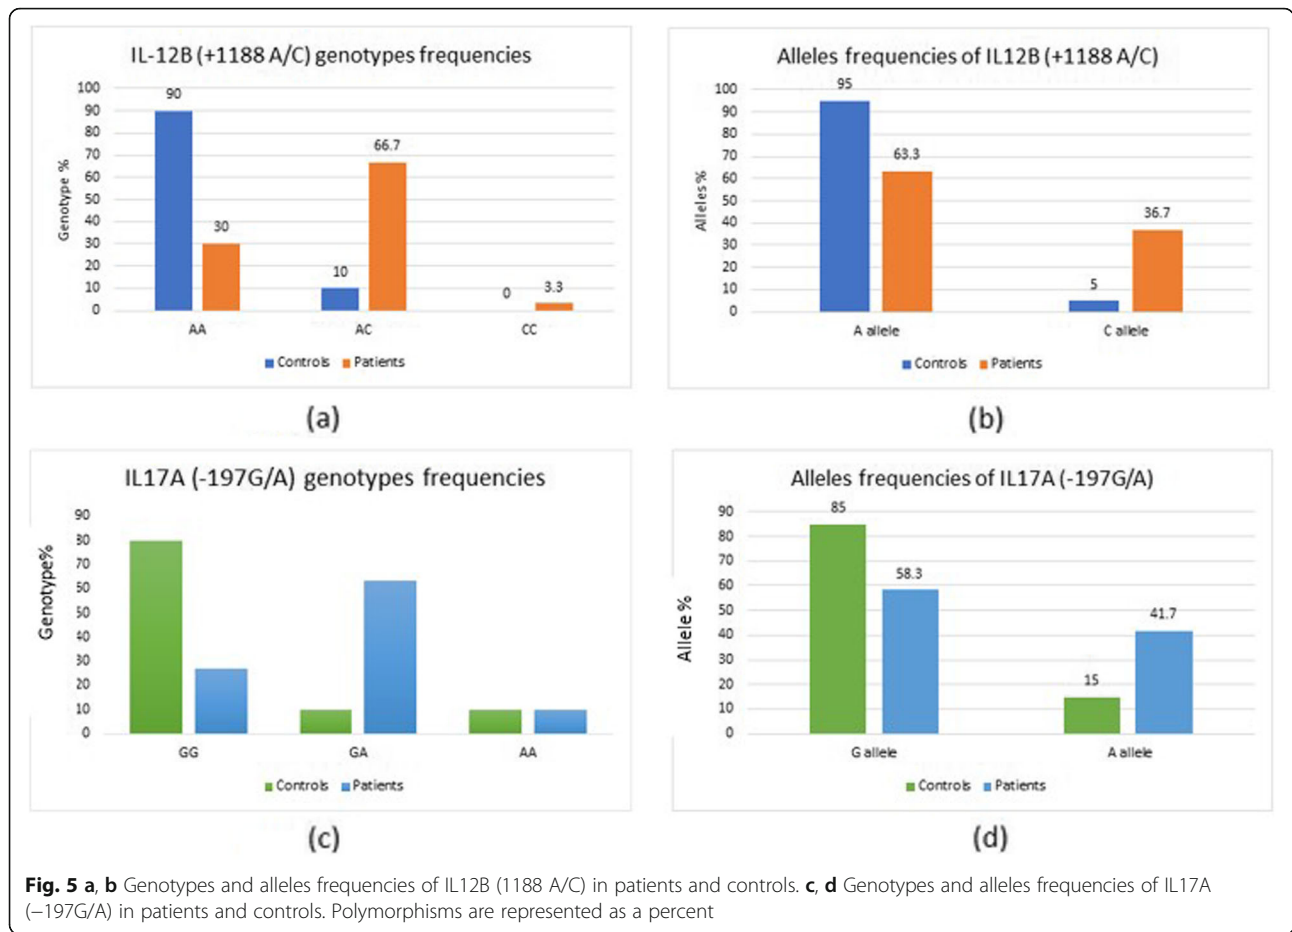 IL-12B (+1188 A/C) genotypes frequencies
Genotype %
100
90
80
70
60
50
40
30
20
10
0
90
30
10
66.7
0
3.3
AA
AC
CC
Controls Patients
(a)
Alleles frequencies of IL12B (+1188 A/C)
Alleles %
100
90
80
70
60
50
40
30
20
10
0
95
63.3
5
36.7
A allele
C allele
Controls Patients
(b)
IL17A (-197G/A) genotypes frequencies
Genotype%
90
80
70
60
50
40
30
20
10
0
GG
GA
AA
Controls Patients
(c)
Alleles frequencies of IL17A (-197G/A)
Allele %
90
80
70
60
50
40
30
20
10
0
85
58.3
15
41.7
G allele
A allele
Controls Patients
(d)
Fig. 5 a, b Genotypes and alleles frequencies of IL12B (1188 A/C) in patients and controls. c, d Genotypes and alleles frequencies of IL17A
(−197G/A) in patients and controls. Polymorphisms are represented as a percent